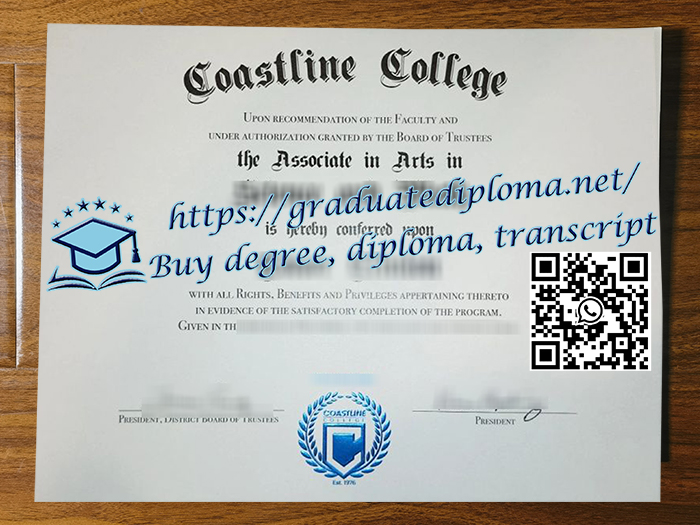 Coastline College
Upon recommendation of the Faculty and
under authorization granted by the Board of Trustees
the Associate in Arts in
https://graduatediploma.net/
is hereby conferred upon
Buy degree, diploma, transcript
with all Rights, Benefits and Privileges appertaining thereto
in evidence of the satisfactory completion of the program.
Given in th
President, District Board of Trustees
President
COASTLINE
COLLEGE
Est. 1976